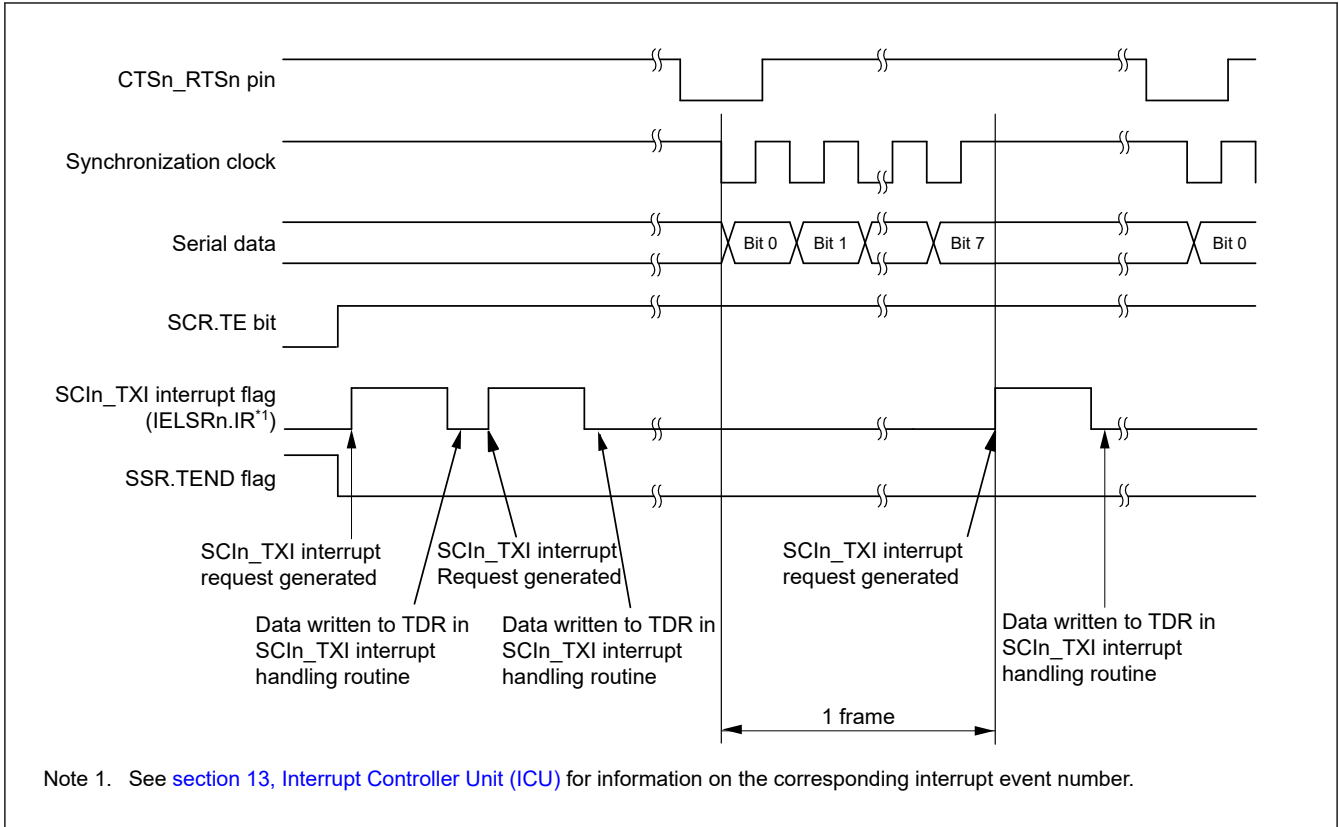 CTSn_RTSn pin
Synchronization clock
Serial data
Bit 0
Bit 1
Bit 7
Bit 0
SCR.TE bit
SCIn_TXI interrupt flag
(IELSRn.IR*1)
SSR.TEND flag
SCIn_TXI interrupt
request generated
SCIn_TXI interrupt
Request generated
SCIn_TXI interrupt
request generated
Data written to TDR in
SCIn_TXI interrupt
handling routine
Data written to TDR in
SCIn_TXI interrupt
handling routine
Data written to TDR in
SCIn_TXI interrupt
handling routine
1 frame
Note 1. See section 13, Interrupt Controller Unit (ICU) for information on the corresponding interrupt event number.